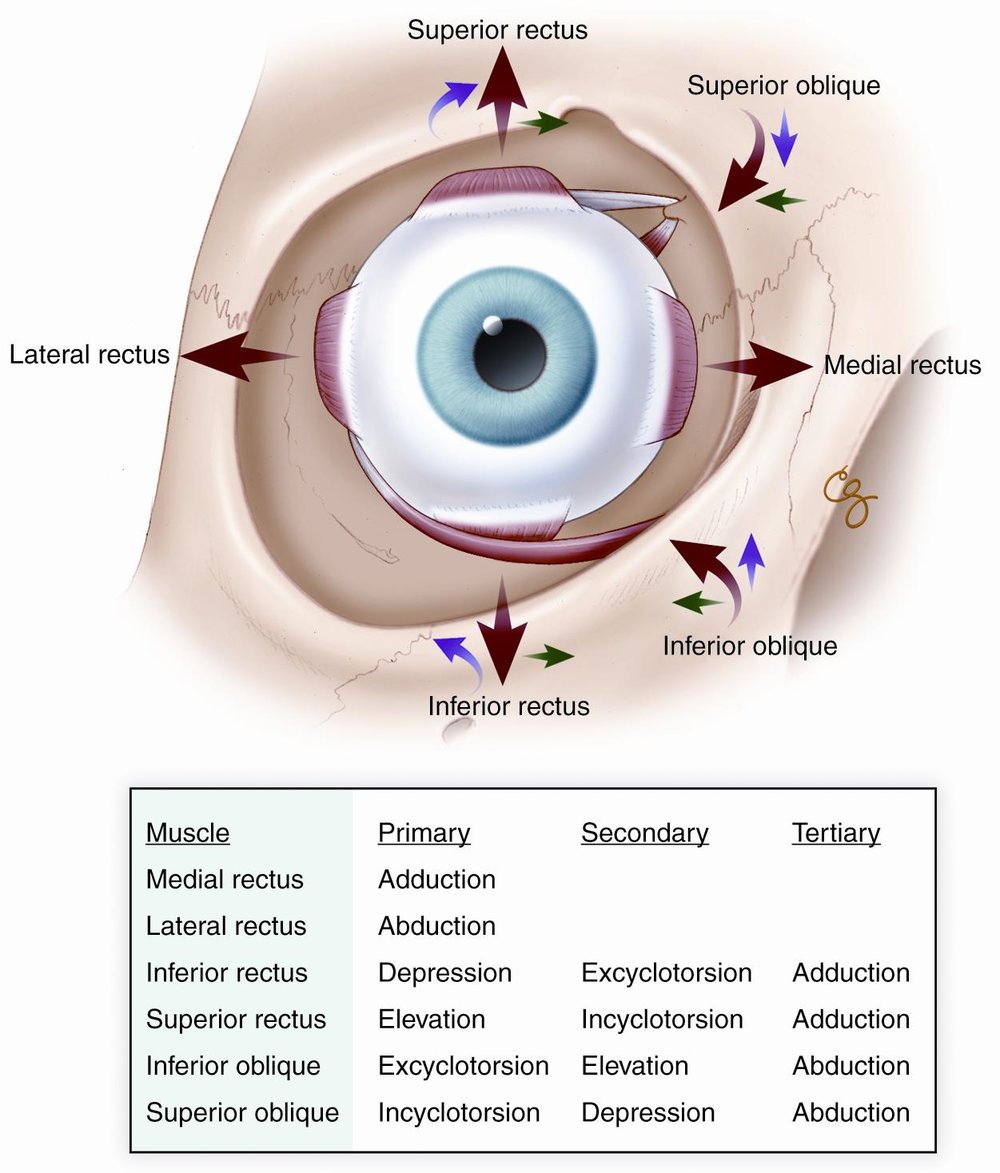 Superior rectus
Superior oblique
Lateral rectus
Medial rectus
Inferior oblique
Inferior rectus
Muscle Primary Secondary Tertiary
Medial rectus Adduction
Lateral rectus Abduction
Inferior rectus Depression Excyclotorsion Adduction
Superior rectus Elevation Incyclotorsion Adduction
Inferior oblique Excyclotorsion Elevation Abduction
Superior oblique Incyclotorsion Depression Abduction